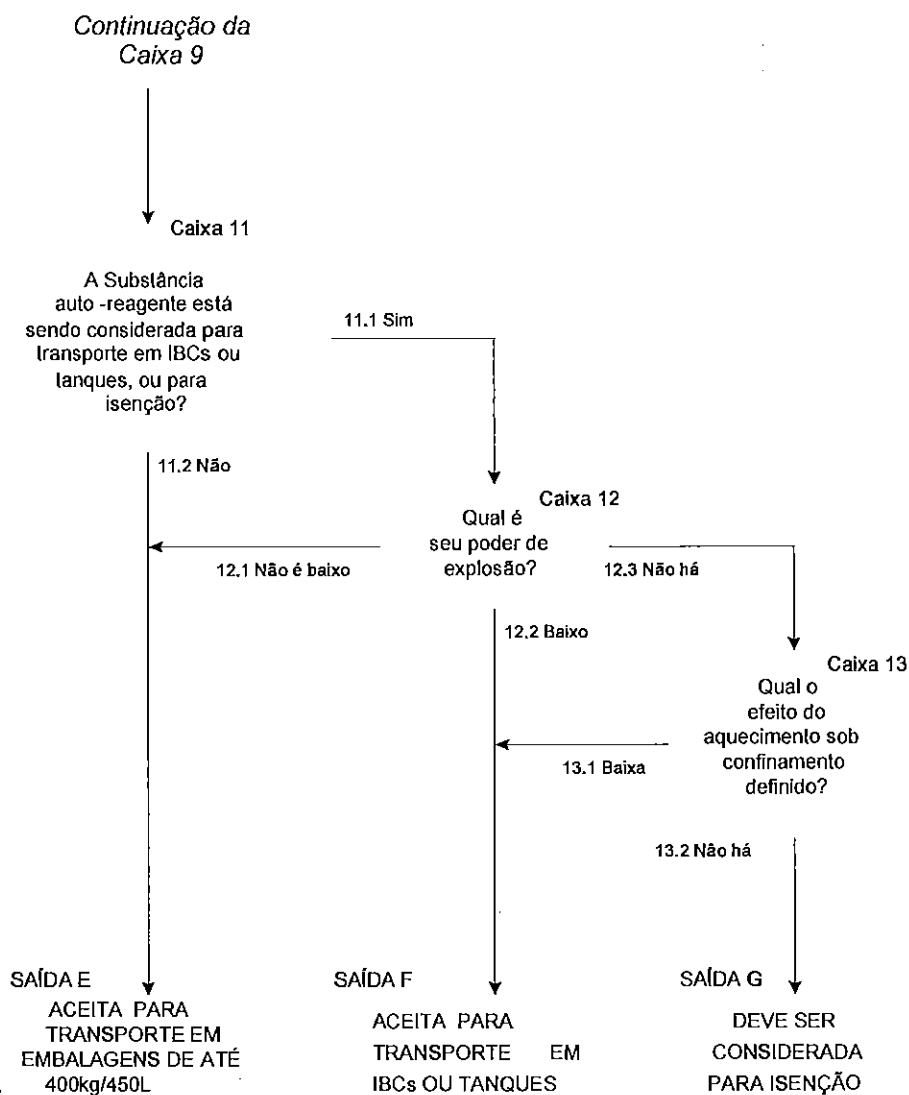 Continuação da
Caixa 9
Caixa 11
A Substância
auto -reagente está
sendo considerada para
transporte em IBCs ou
tanques, ou para
isenção?
11.1 Sim
11.2 Não
Caixa 12
Qual é
seu poder de
explosão?
12.1 Não é baixo
12.3 Não há
12.2 Baixo
Caixa 13
Qual o
efeito do
aquecimento sob
confinamento
definido?
13.1 Baixa
13.2 Não há
SAÍDA E
ACEITA PARA
TRANSPORTE EM
EMBALAGENS DE ATÉ
400kg/450L
SAÍDA F
ACEITA PARA
TRANSPORTE EM
IBCs OU TANQUES
SAÍDA G
DEVE SER
CONSIDERADA
PARA ISENÇÃO